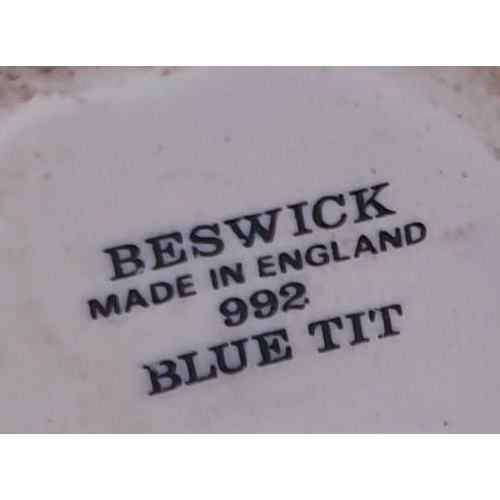 BESWICK
MADE IN ENGLAND
992
BLUE TIT